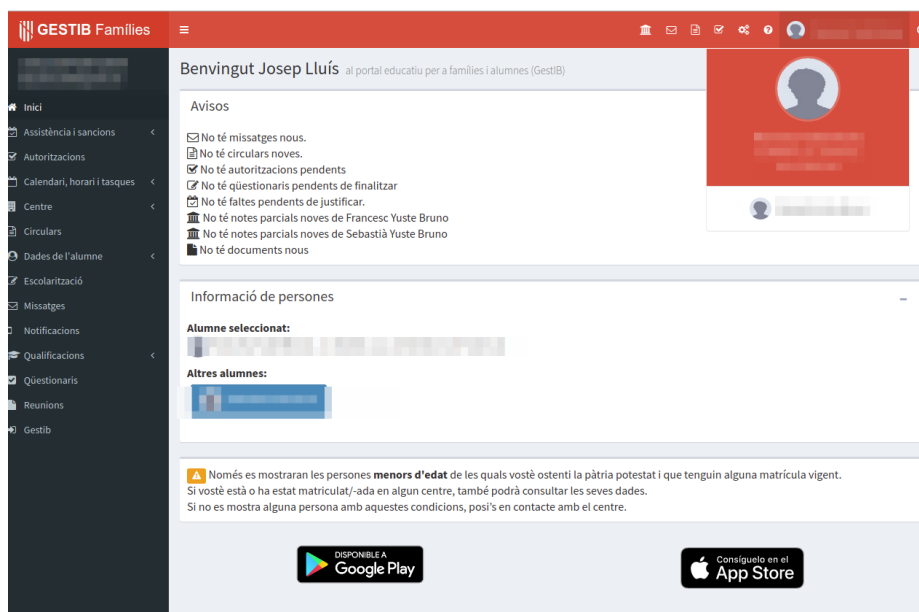 GESTIB Famílies
Inici
Assistència i sancions
Autoritzacions
Calendari, horari i tasques
Centre
Circulars
Dades de l'alumne
Escolarització
Missatges
Notificacions
Qualificacions
Qüestionaris
Reunions
Gestib
Benvingut Josep Lluís al portal educatiu per a famílies i alumnes (GestIB)
Avisos
No té missatges nous.
No té circulars noves.
No té autoritzacions pendents
No té qüestionaris pendents de finalitzar
No té faltes pendents de justificar.
No té notes parcials noves de Francesc Yuste Bruno
No té notes parcials noves de Sebastià Yuste Bruno
No té documents nous
Informació de persones
Alumne seleccionat:
Altres alumnes:
Només es mostraran les persones menors d'edat de les quals vostè ostenti la pàtria potestat i que tenguin alguna matrícula vigent.
Si vostè està o ha estat matriculat/-ada en algun centre, també podrà consultar les seves dades.
Si no es mostra alguna persona amb aquestes condicions, posi's en contacte amb el centre.
DISPONIBLE A
Google Play
Consíguelo en el
App Store